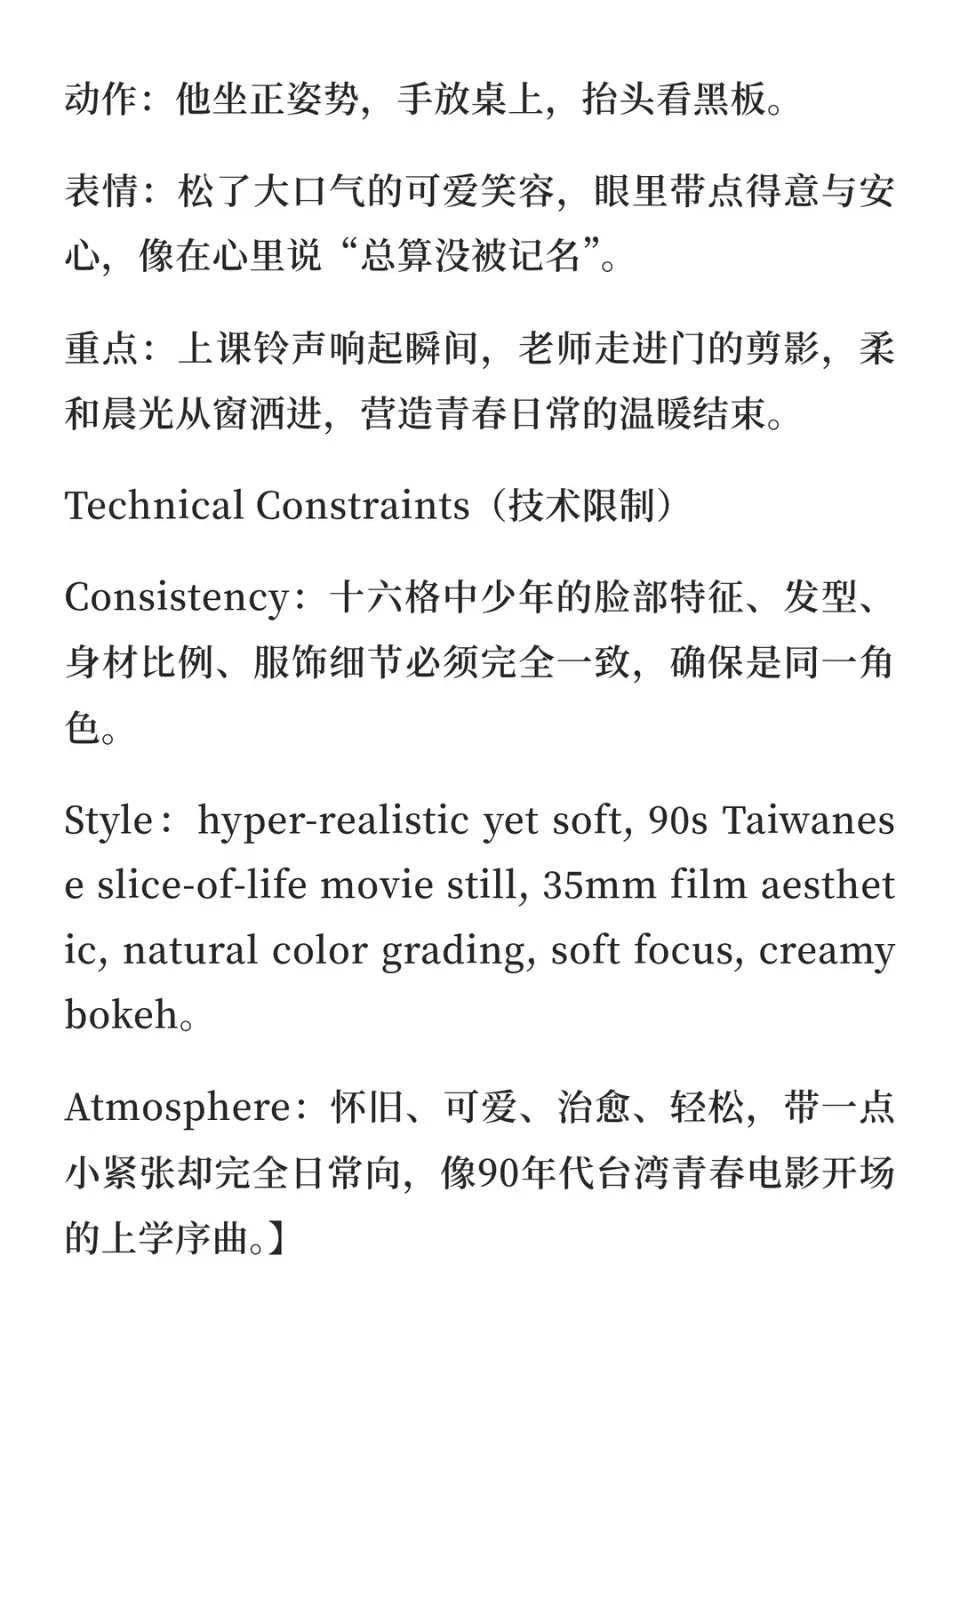 动作：他坐正姿势，手放桌上，抬头看黑板。
表情：松了大口气的可爱笑容，眼里带点得意与安
心，像在心里说“总算没被记名”。
重点：上课铃声响起瞬间，老师走进门的剪影，柔
和晨光从窗洒进，营造青春日常的温暖结束。
Technical Constraints（技术限制）
Consistency：十六格中少年的脸部特征、发型、
身材比例、服饰细节必须完全一致，确保是同一角
色。
Style：hyper-realistic yet soft, 90s Taiwanes
e slice-of-life movie still, 35mm film aesthet
ic, natural color grading, soft focus, creamy
bokeh。
Atmosphere：怀旧、可爱、治愈、轻松，带一点
小紧张却完全日常向，像90年代台湾青春电影开场
的上学序曲。】